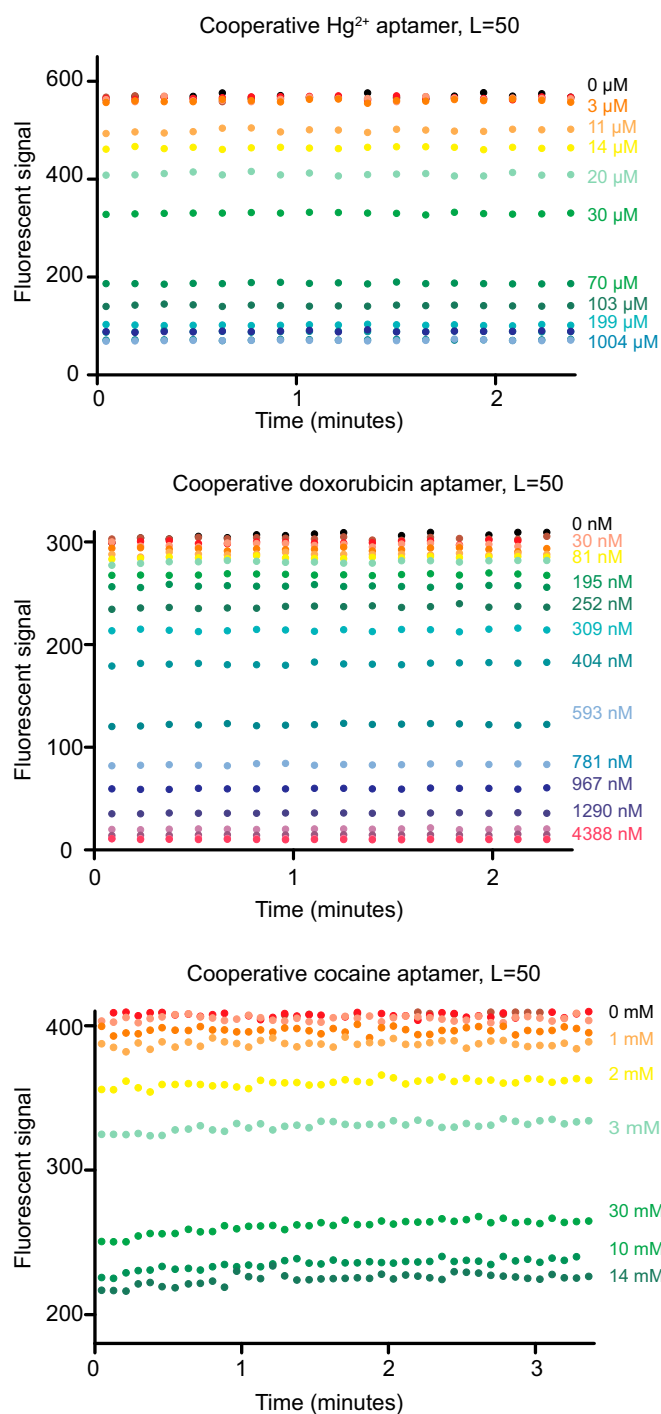 Cooperative Hg²⁺ aptamer, L=50
Fluorescent signal
600
400
200
0
0 µM
3 µM
11 µM
14 µM
20 µM
30 µM
70 µM
103 µM
199 µM
1004 µM
0
1
2
Time (minutes)
Cooperative doxorubicin aptamer, L=50
Fluorescent signal
300
200
100
0
0 nM
30 nM
81 nM
195 nM
252 nM
309 nM
404 nM
593 nM
781 nM
967 nM
1290 nM
4388 nM
0
1
2
Time (minutes)
Cooperative cocaine aptamer, L=50
Fluorescent signal
400
300
200
0 mM
1 mM
2 mM
3 mM
30 mM
10 mM
14 mM
0
1
2
3
Time (minutes)